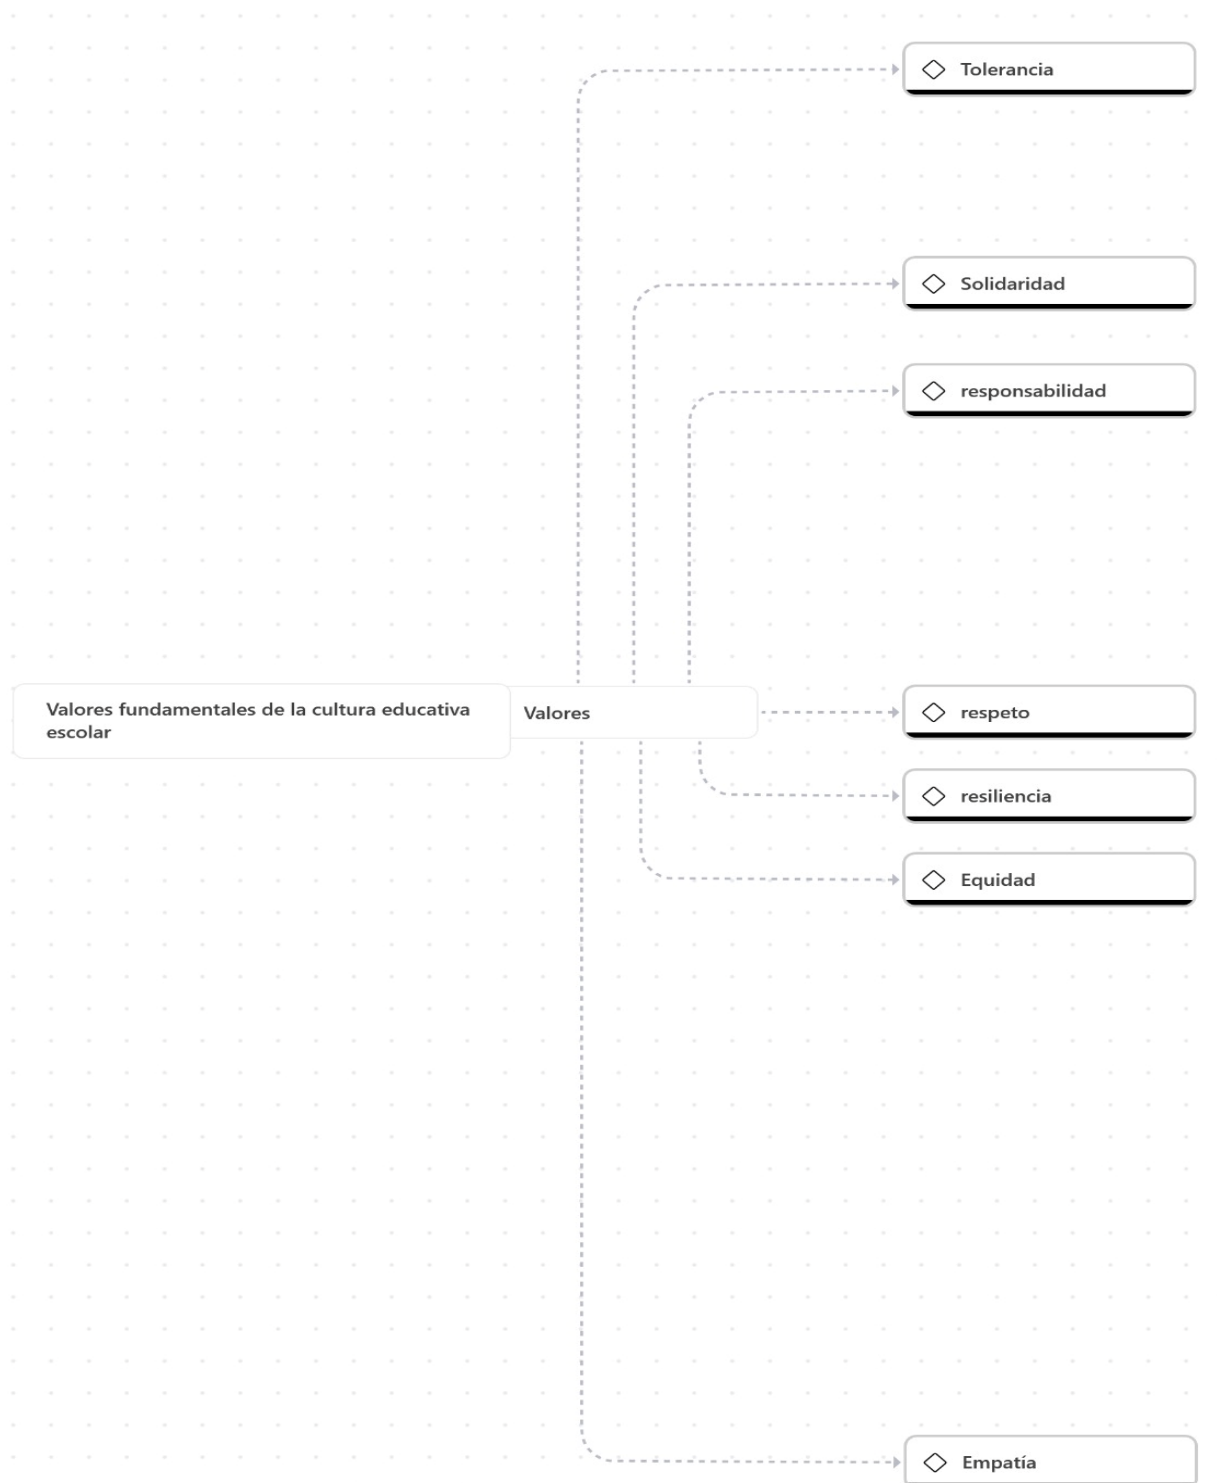 Tolerancia
Solidaridad
responsabilidad
Valores fundamentales de la cultura educativa
escolar
Valores
respeto
resiliencia
Equidad
Empatía